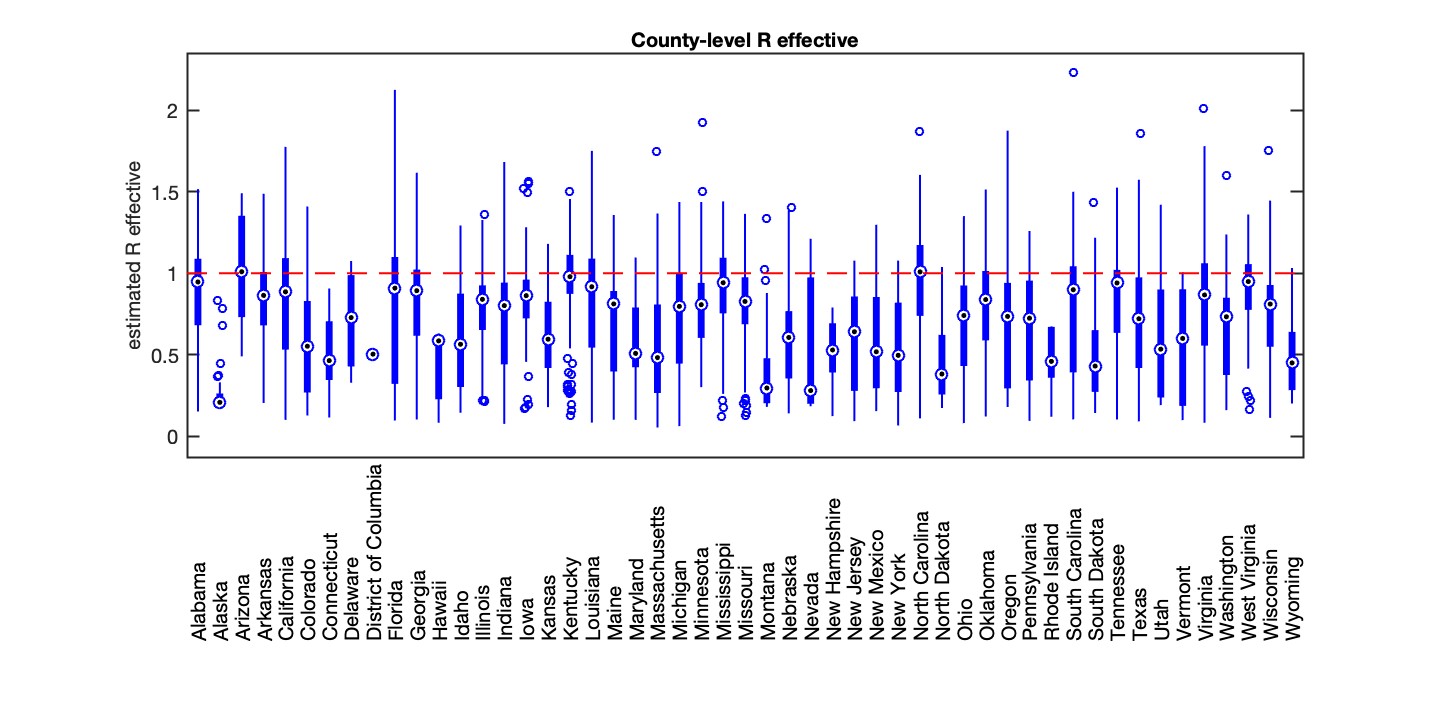 County-level R effective
estimated R effective
2
1.5
1
0.5
0
Alabama
Alaska
Arizona
Arkansas
California
Colorado
Connecticut
Delaware
District of Columbia
Florida
Georgia
Hawaii
Idaho
Illinois
Indiana
Iowa
Kansas
Kentucky
Louisiana
Maine
Maryland
Massachusetts
Michigan
Minnesota
Mississippi
Missouri
Montana
Nebraska
Nevada
New Hampshire
New Jersey
New Mexico
New York
North Carolina
North Dakota
Ohio
Oklahoma
Oregon
Pennsylvania
Rhode Island
South Carolina
South Dakota
Tennessee
Texas
Utah
Vermont
Virginia
Washington
West Virginia
Wisconsin
Wyoming